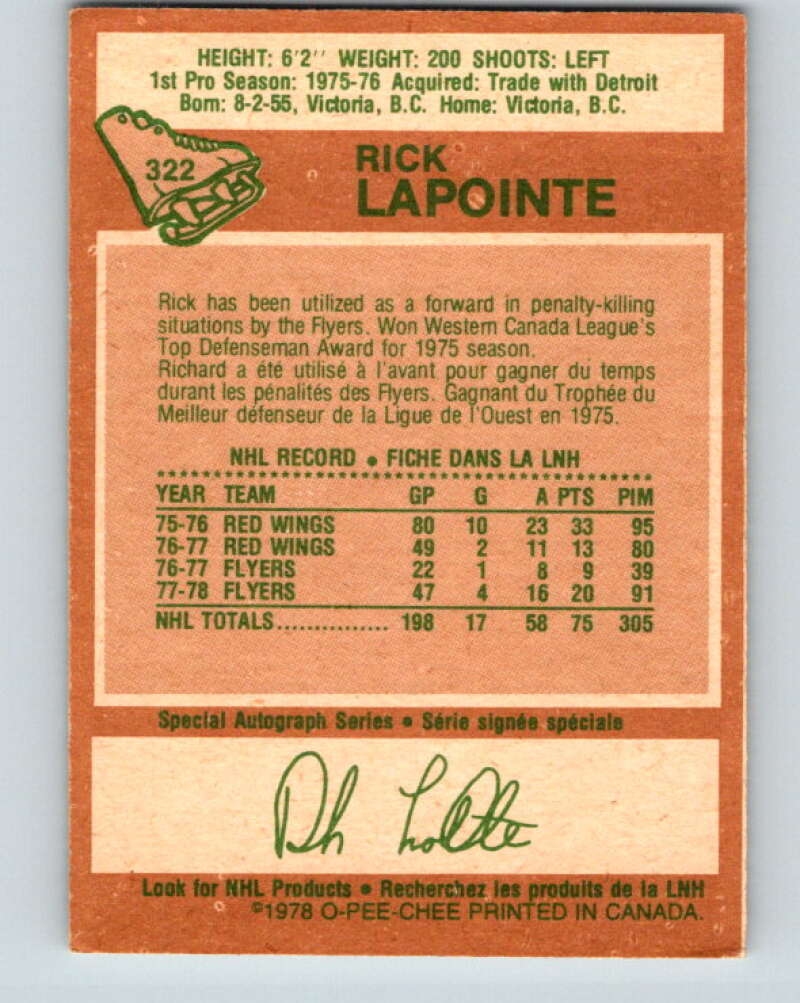 HEIGHT: 6'2'' WEIGHT: 200 SHOOTS: LEFT
1st Pro Season: 1975-76 Acquired: Trade with Detroit
Born: 8-2-55, Victoria, B.C. Home: Victoria, B.C.
322
RICK
LAPOINTE
Rick has been utilized as a forward in penalty-killing
situations by the Flyers. Won Western Canada League's
Top Defenseman Award for 1975 season.
Richard a été utilisé à l'avant pour gagner du temps
durant les pénalités des Flyers. Gagnant du Trophée du
Meilleur défenseur de la Ligue de l'Ouest en 1975.
NHL RECORD • FICHE DANS LA LNH
YEAR TEAM GP G A PTS PIM
75-76 RED WINGS 80 10 23 33 95
76-77 RED WINGS 49 2 11 13 80
76-77 FLYERS 22 1 8 9 39
77-78 FLYERS 47 4 16 20 91
NHL TOTALS............... 198 17 58 75 305
Special Autograph Series • Série signée spéciale
Look for NHL Products • Recherchez les produits de la LNH
©1978 O-PEE-CHEE PRINTED IN CANADA.